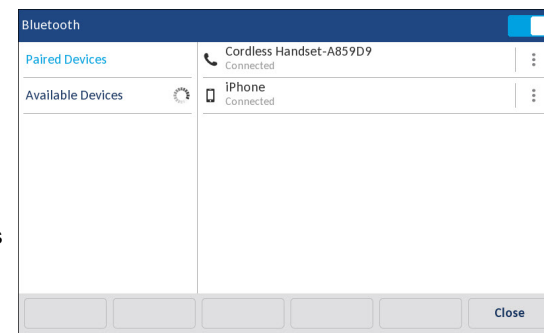 Bluetooth
Paired Devices
Available Devices
Cordless Handset-A859D9
Connected
iPhone
Connected
s
Close